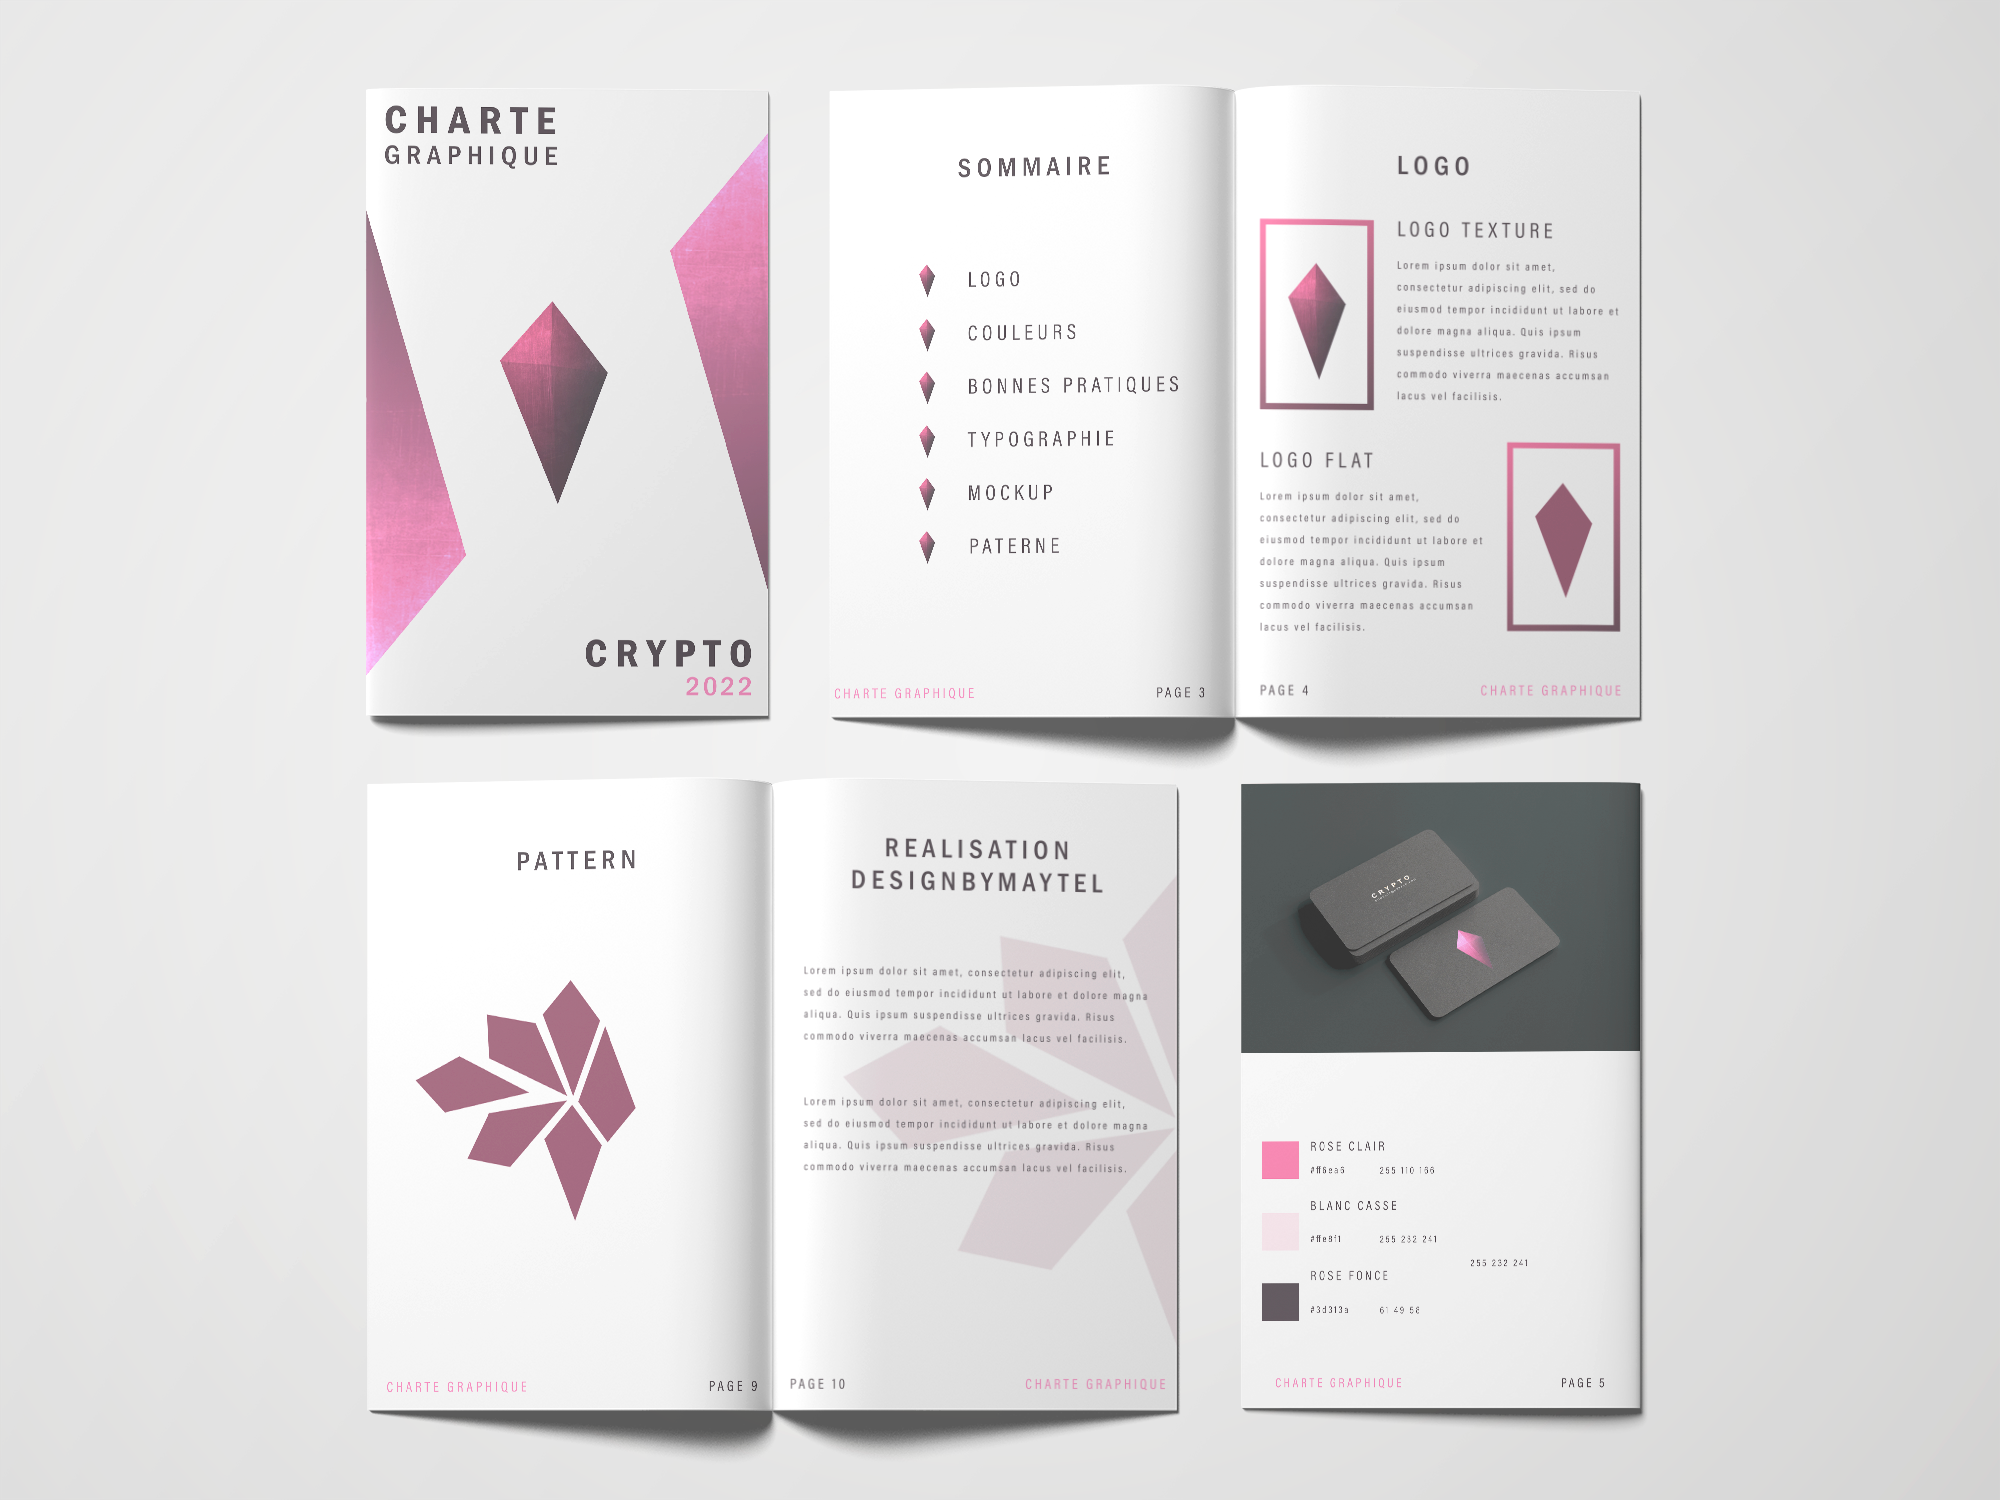 CHARTE
GRAPHIQUE
CRYPTO
2022
SOMMAIRE
LOGO
COULEURS
BONNES PRATIQUES
TYPOGRAPHIE
MOCKUP
PATERNE
CHARTE GRAPHIQUE
PAGE 3
LOGO
LOGO TEXTURE
Lorem ipsum dolor sit amet,
consectetur adipiscing elit, sed do
eiusmod tempor incididunt ut labore et
dolore magna aliqua. Quis ipsum
suspendisse ultrices gravida. Risus
commodo viverra maecenas accumsan
lacus vel facilisis.
LOGO FLAT
Lorem ipsum dolor sit amet,
consectetur adipiscing elit, sed do
eiusmod tempor incididunt ut labore et
dolore magna aliqua. Quis ipsum
suspendisse ultrices gravida. Risus
commodo viverra maecenas accumsan
lacus vel facilisis.
PAGE 4
CHARTE GRAPHIQUE
PATTERN
CHARTE GRAPHIQUE
PAGE 9
REALISATION
DESIGNBYMAYTEL
Lorem ipsum dolor sit amet, consectetur adipiscing elit,
sed do eiusmod tempor incididunt ut labore et dolore magna
aliqua. Quis ipsum suspendisse ultrices gravida. Risus
commodo viverra maecenas accumsan lacus vel facilisis.
Lorem ipsum dolor sit amet, consectetur adipiscing elit,
sed do eiusmod tempor incididunt ut labore et dolore magna
aliqua. Quis ipsum suspendisse ultrices gravida. Risus
commodo viverra maecenas accumsan lacus vel facilisis.
PAGE 10
CHARTE GRAPHIQUE
CRYPTO
ROSE CLAIR
#ff6ea6 255 110 166
BLANC CASSE
#ffe8f1 255 232 241
255 232 241
ROSE FONCE
#3d313a 61 49 58
CHARTE GRAPHIQUE
PAGE 5